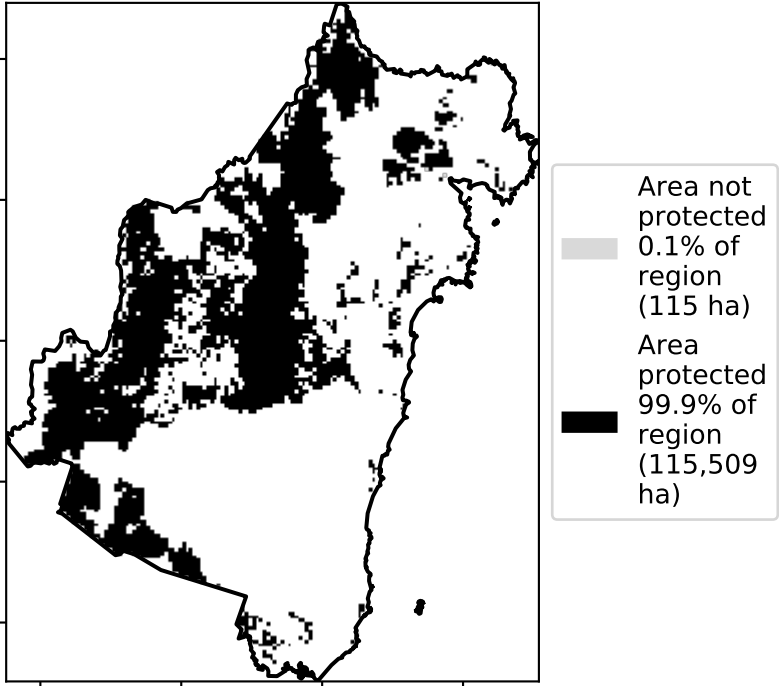 Area not
protected
0.1% of
region
(115 ha)
Area
protected
99.9% of
region
(115,509
ha)